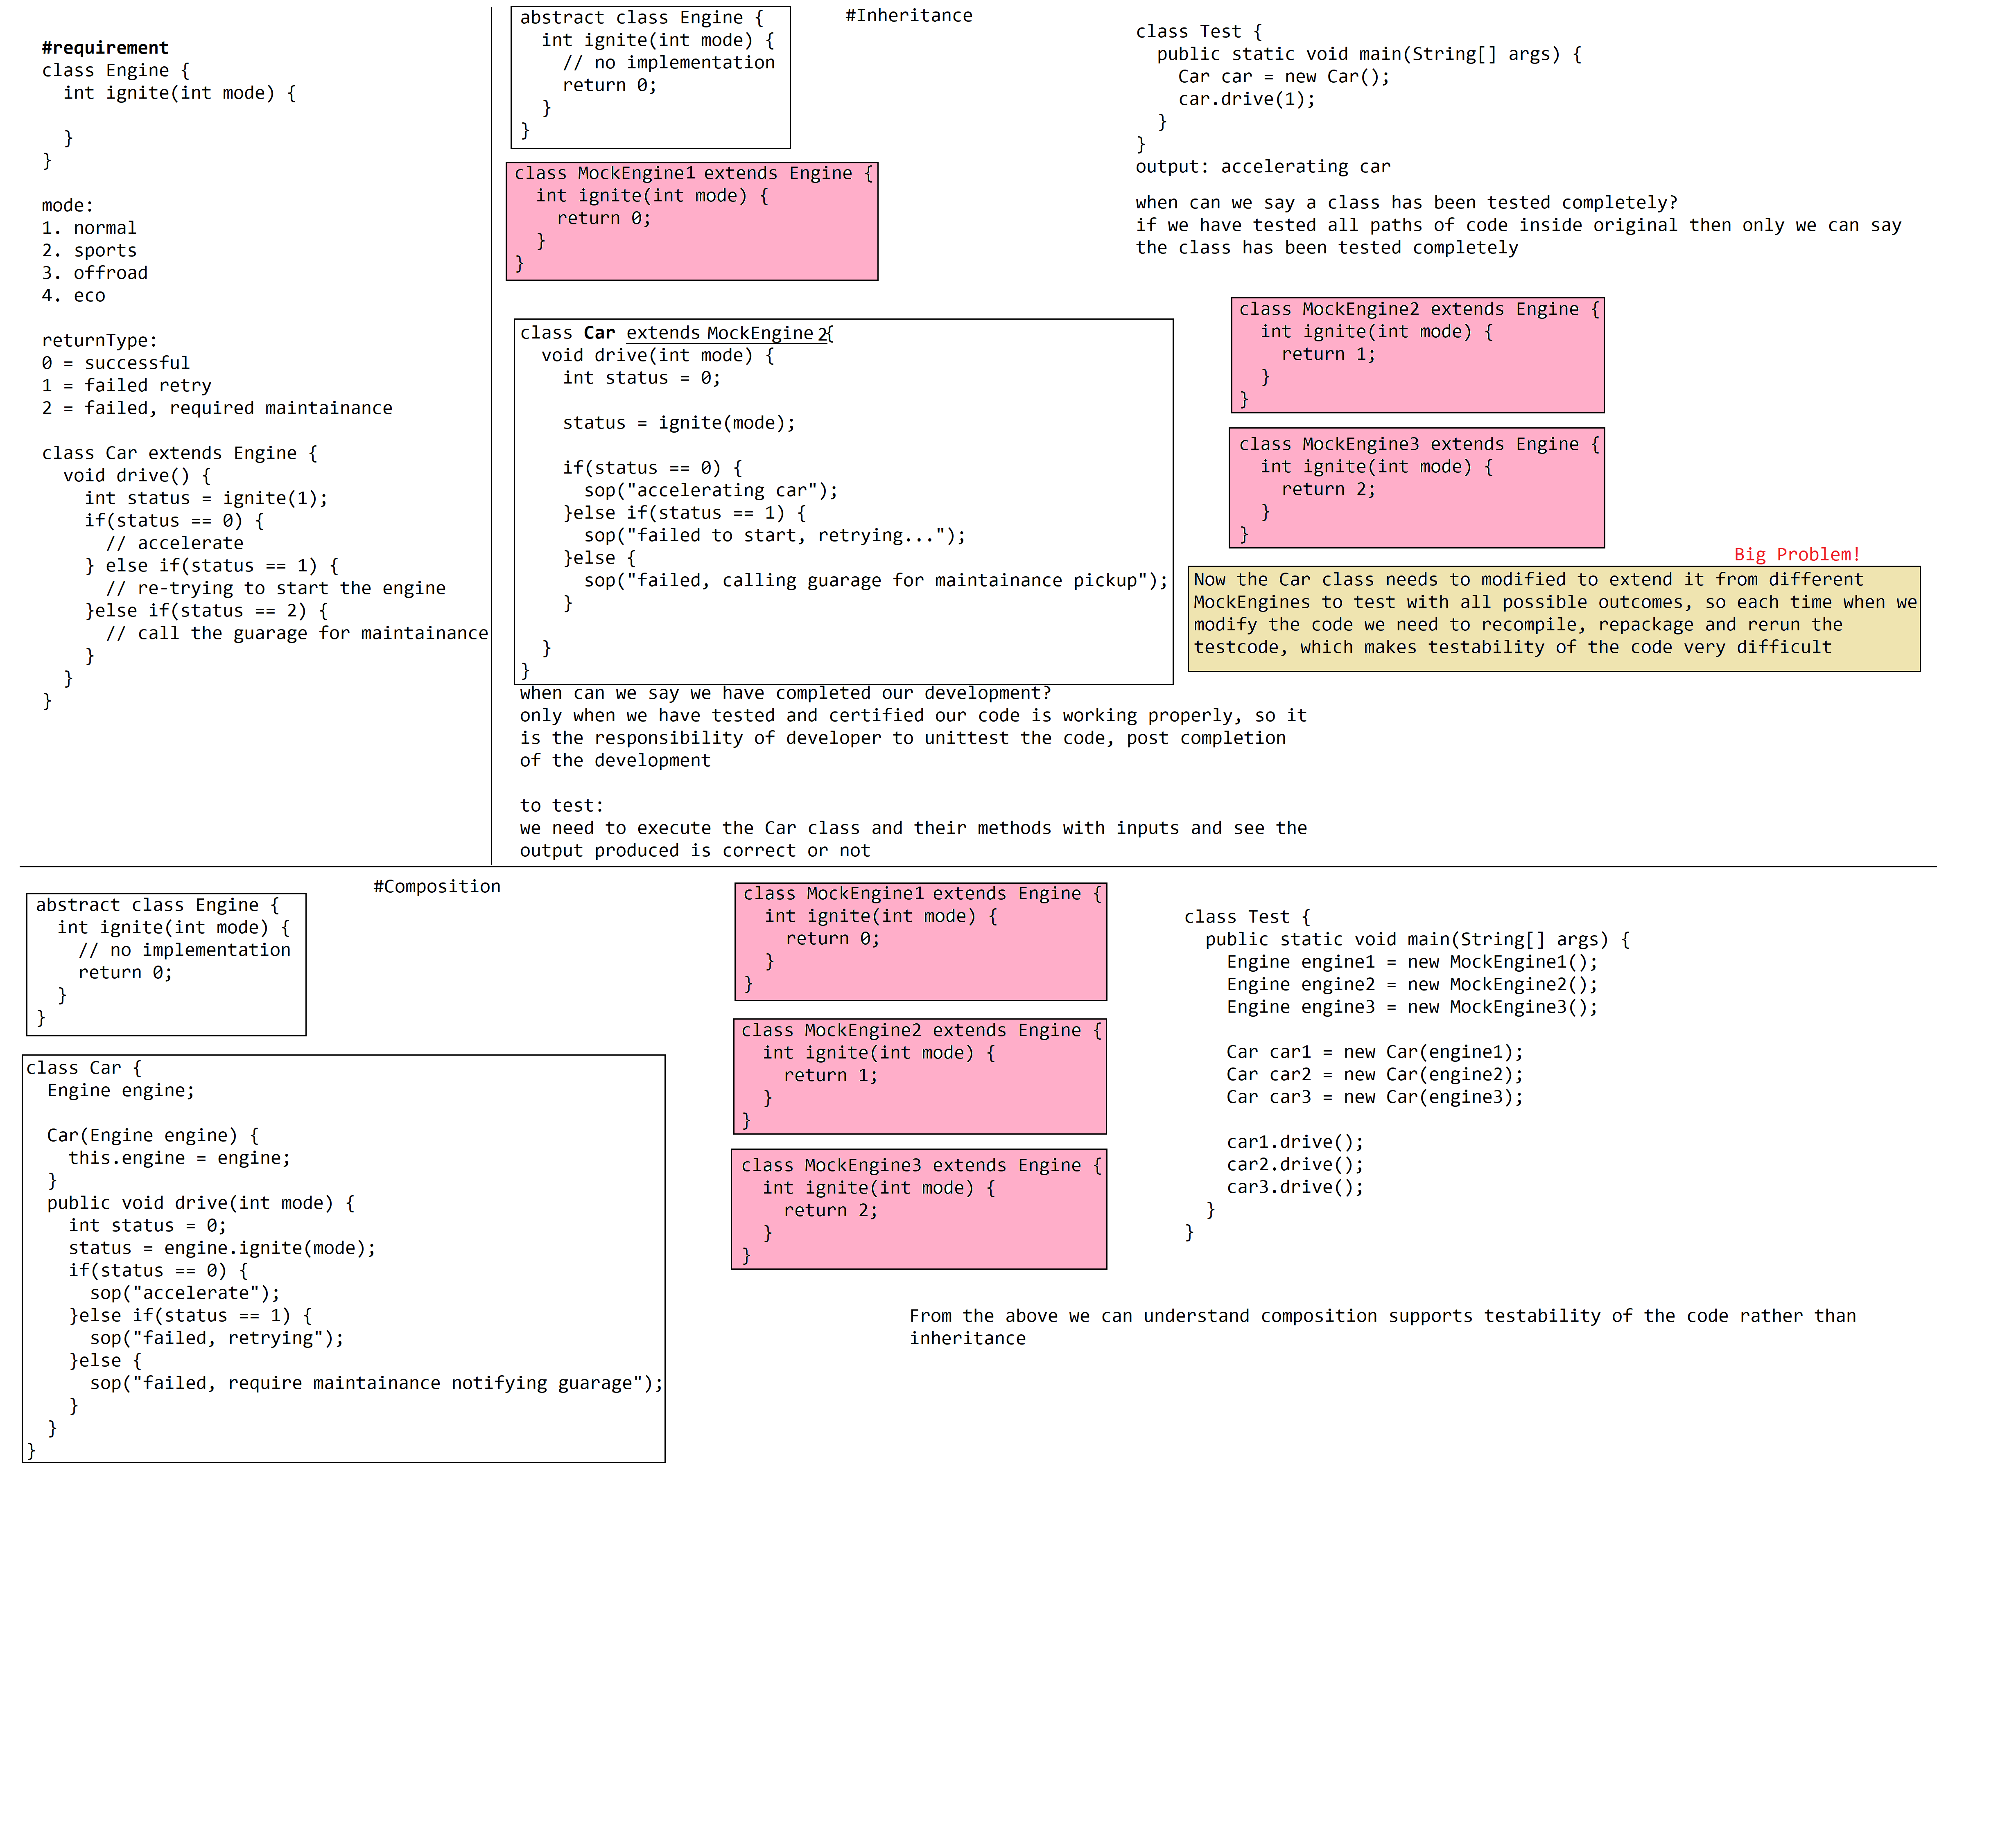 #requirement
class Engine {
  int ignite(int mode) {

  }
}

mode:
1. normal
2. sports
3. offroad
4. eco

returnType:
0 = successful
1 = failed retry
2 = failed, required maintainance

class Car extends Engine {
  void drive() {
    int status = ignite(1);
    if(status == 0) {
      // accelerate
    } else if(status == 1) {
      // re-trying to start the engine
    }else if(status == 2) {
      // call the guarage for maintainance
    }
  }
}

#Inheritance
abstract class Engine {
  int ignite(int mode) {
    // no implementation
    return 0;
  }
}

class MockEngine1 extends Engine {
  int ignite(int mode) {
    return 0;
  }
}

class Car extends MockEngine2{
  void drive(int mode) {
    int status = 0;

    status = ignite(mode);

    if(status == 0) {
      sop("accelerating car");
    }else if(status == 1) {
      sop("failed to start, retrying...");
    }else {
      sop("failed, calling guarage for maintainance pickup");
    }

  }
}
when can we say we have completed our development?
only when we have tested and certified our code is working properly, so it
is the responsibility of developer to unittest the code, post completion
of the development

to test:
we need to execute the Car class and their methods with inputs and see the
output produced is correct or not

class Test {
  public static void main(String[] args) {
    Car car = new Car();
    car.drive(1);
  }
}
output: accelerating car

when can we say a class has been tested completely?
if we have tested all paths of code inside original then only we can say
the class has been tested completely

class MockEngine2 extends Engine {
  int ignite(int mode) {
    return 1;
  }
}

class MockEngine3 extends Engine {
  int ignite(int mode) {
    return 2;
  }
}

Big Problem!
Now the Car class needs to modified to extend it from different
MockEngines to test with all possible outcomes, so each time when we
modify the code we need to recompile, repackage and rerun the
testcode, which makes testability of the code very difficult

#Composition
abstract class Engine {
  int ignite(int mode) {
    // no implementation
    return 0;
  }
}

class Car {
  Engine engine;

  Car(Engine engine) {
    this.engine = engine;
  }
  public void drive(int mode) {
    int status = 0;
    status = engine.ignite(mode);
    if(status == 0) {
      sop("accelerate");
    }else if(status == 1) {
      sop("failed, retrying");
    }else {
      sop("failed, require maintainance notifying guarage");
    }
  }
}

class MockEngine1 extends Engine {
  int ignite(int mode) {
    return 0;
  }
}

class MockEngine2 extends Engine {
  int ignite(int mode) {
    return 1;
  }
}

class MockEngine3 extends Engine {
  int ignite(int mode) {
    return 2;
  }
}

class Test {
  public static void main(String[] args) {
    Engine engine1 = new MockEngine1();
    Engine engine2 = new MockEngine2();
    Engine engine3 = new MockEngine3();

    Car car1 = new Car(engine1);
    Car car2 = new Car(engine2);
    Car car3 = new Car(engine3);

    car1.drive();
    car2.drive();
    car3.drive();
  }
}

From the above we can understand composition supports testability of the code rather than
inheritance